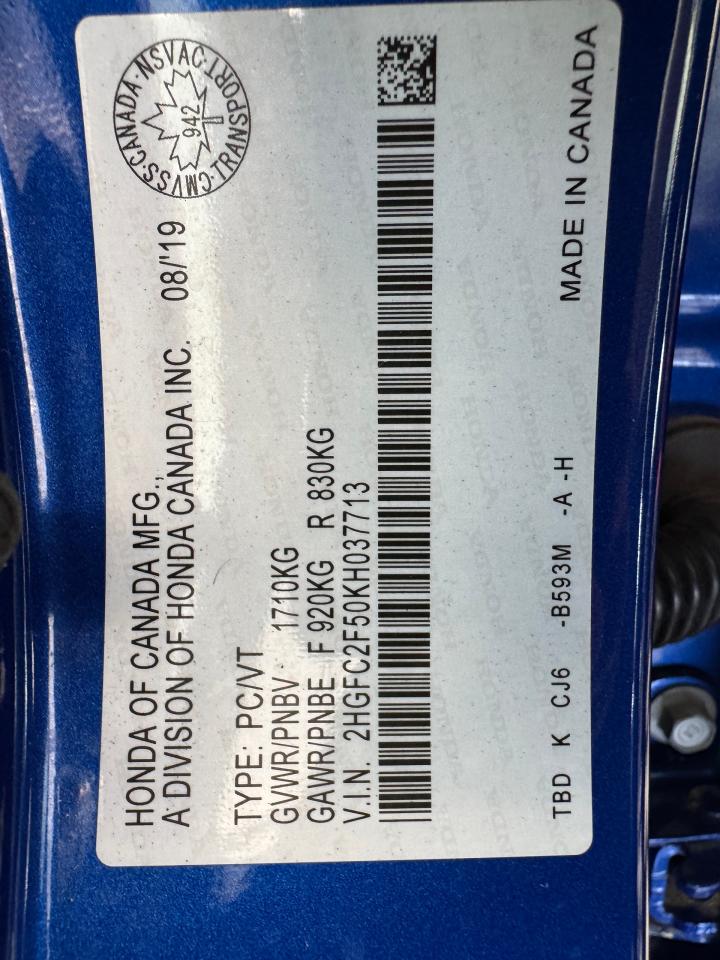 HONDA OF CANADA MFG.,
A DIVISION OF HONDA CANADA INC. 08/'19
CMVSS·CANADA·NSVAC·TRANSPORT·
942
TYPE: PC/VT
GVWR/PNBV 1710KG
GAWR/PNBE F 920KG R 830KG
V.I.N. 2HGFC2F50KH037713
TBD K CJ6 -B593M -A -H MADE IN CANADA